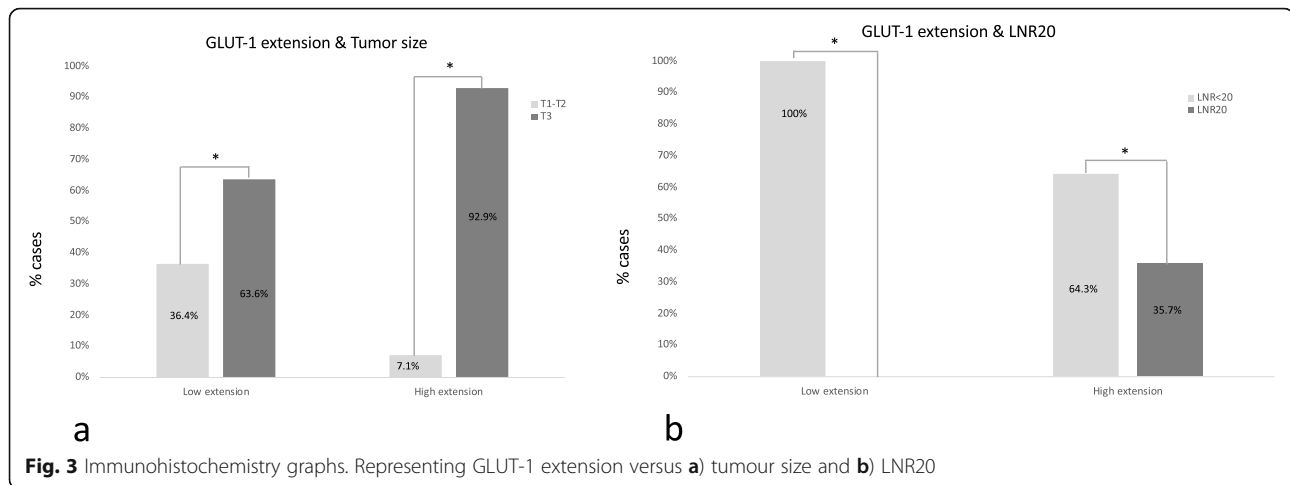 GLUT-1 extension & Tumor size
% cases
100%
90%
80%
70%
60%
50%
40%
30%
20%
10%
0%
*
*
36.4%
63.6%
7.1%
92.9%
Low extension
High extension
T1-T2
T3
a
GLUT-1 extension & LNR20
% cases
100%
90%
80%
70%
60%
50%
40%
30%
20%
10%
0%
*
*
100%
64.3%
35.7%
Low extension
High extension
LNR<20
LNR20
b
Fig. 3 Immunohistochemistry graphs. Representing GLUT-1 extension versus a) tumour size and b) LNR20